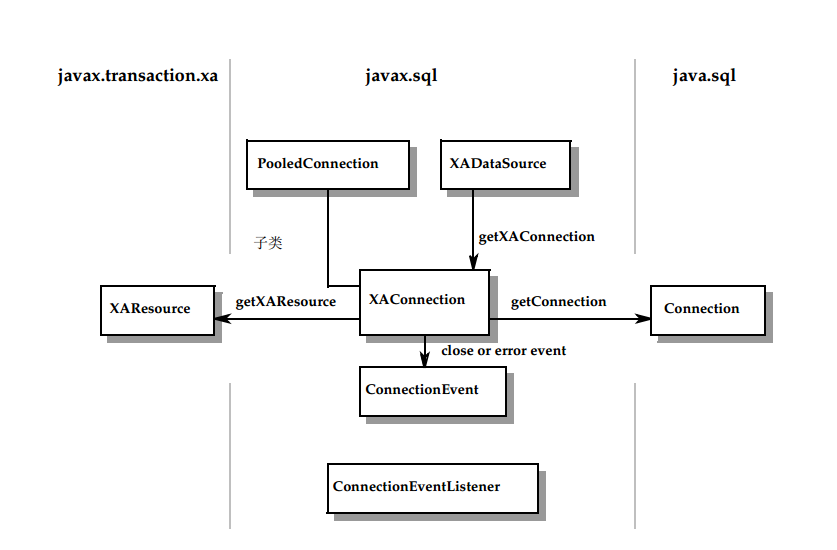 javax.transaction.xa
javax.sql
java.sql
PooledConnection
XADataSource
子类
getXAConnection
XAResource
getXAResource
XAConnection
getConnection
Connection
close or error event
ConnectionEvent
ConnectionEventListener